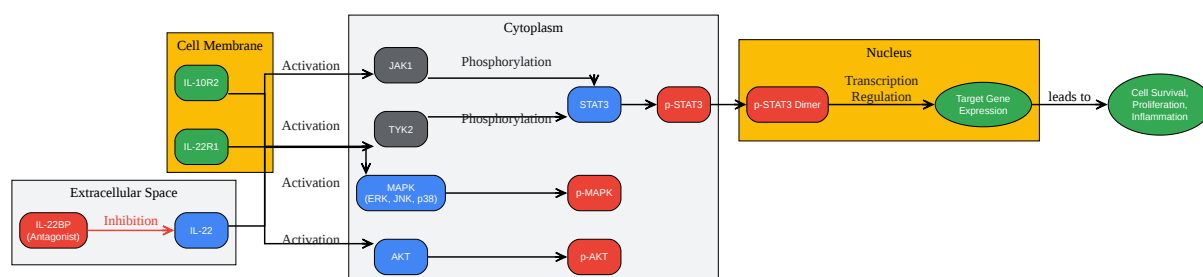 Cell Membrane
IL-10R2
IL-22R1
Extracellular Space
IL-22BP
(Antagonist)
Inhibition
IL-22
Activation
Activation
Activation
Activation
Cytoplasm
JAK1
Phosphorylation
TYK2
Phosphorylation
STAT3
p-STAT3
MAPK
(ERK, JNK, p38)
p-MAPK
AKT
p-AKT
Nucleus
p-STAT3 Dimer
Transcription
Regulation
Target Gene
Expression
leads to
Cell Survival,
Proliferation,
Inflammation